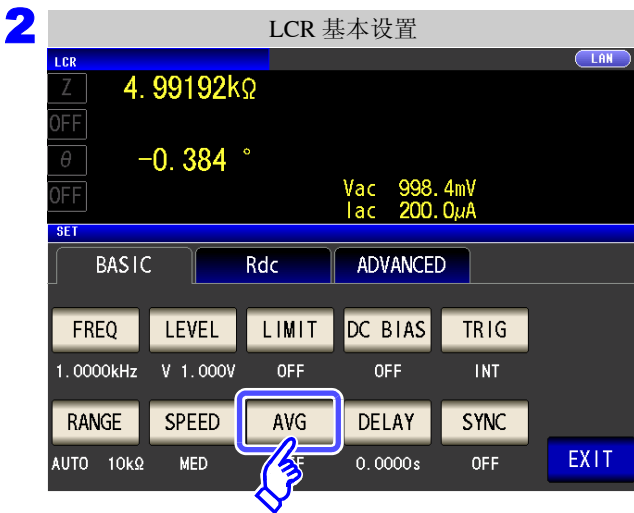 2
LCR 基本设置
LCR
LAN
Z 4.99192kΩ
OFF
θ -0.384 °
OFF
Vac 998.4mV
Iac 200.0μA
SET
BASIC Rdc ADVANCED
FREQ LEVEL LIMIT DC BIAS TRIG
1.0000kHz V 1.000V OFF OFF INT
RANGE SPEED AVG DELAY SYNC
AUTO 10kΩ MED 0.0000s OFF
EXIT